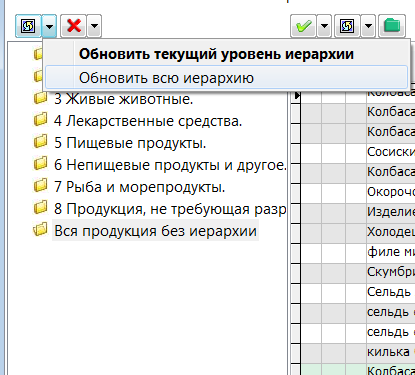 Обновить текущий уровень иерархии
Обновить всю иерархию
3 Живые животные.
4 Лекарственные средства.
5 Пищевые продукты.
6 Непищевые продукты и другое.
7 Рыба и морепродукты.
8 Продукция, не требующая разр
Вся продукция без иерархии
Колбаса
Колбаса
Колбаса
Сосиски
Колбаса
Окороч
Изделие
Холодец
филе ми
Скумбри
Сельдь
сельдь
сельдь
килька
Колбаса